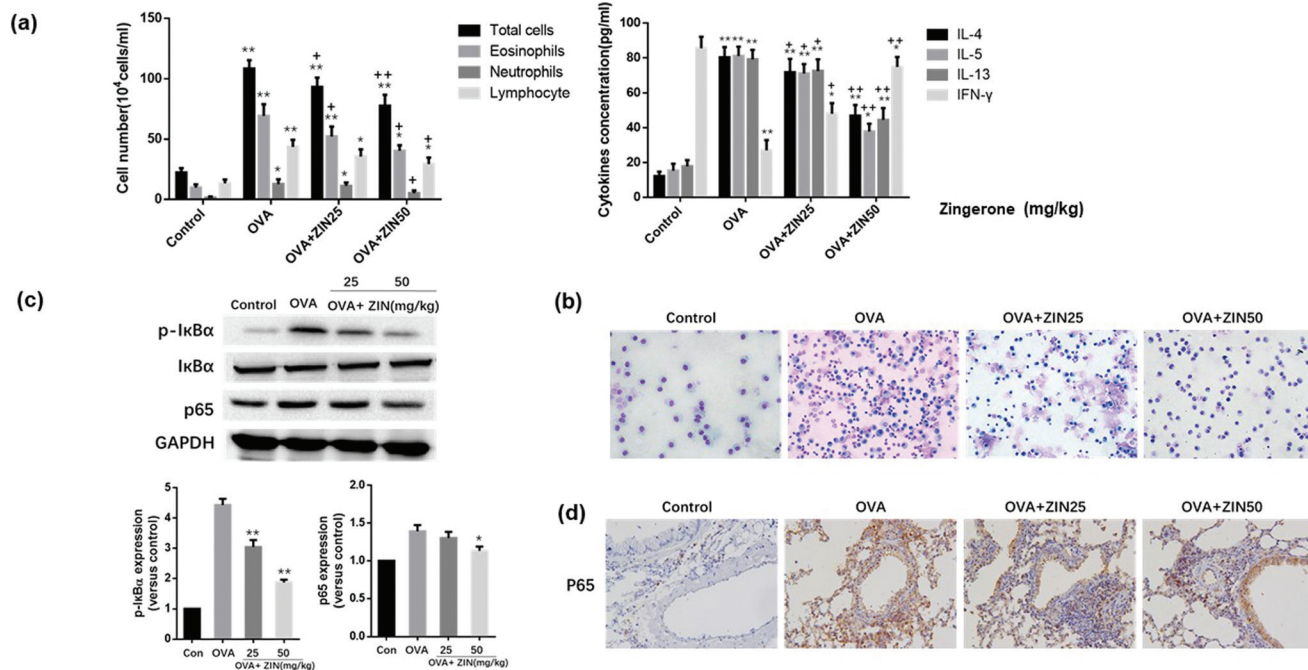 (a)
150
100
50
0
Cell number(10⁴cells/ml)
Total cells
Eosinophils
Neutrophils
Lymphocyte
** ** * **
+ ** + ** * *
++ ** + * + + *
Control
OVA
OVA+ZIN25
OVA+ZIN50
100
80
60
40
20
0
Cytokines concentration(pg/ml)
IL-4
IL-5
IL-13
IFN-γ
**** ** **
+ ** + ** + ** + *
++ ** ++ * ++ ** ++ *
Control
OVA
OVA+ZIN25
OVA+ZIN50
Zingerone (mg/kg)
(c)
25 50
Control OVA OVA+ ZIN(mg/kg)
p-IκBα
IκBα
p65
GAPDH
5
4
3
2
1
0
p-IκBα expression
(versus control)
**
**
Con OVA 25 50
OVA+ ZIN(mg/kg)
2.0
1.5
1.0
0.5
0.0
p65 expression
(versus control)
*
Con OVA 25 50
OVA+ ZIN(mg/kg)
(b)
Control OVA OVA+ZIN25 OVA+ZIN50
(d)
Control OVA OVA+ZIN25 OVA+ZIN50
P65